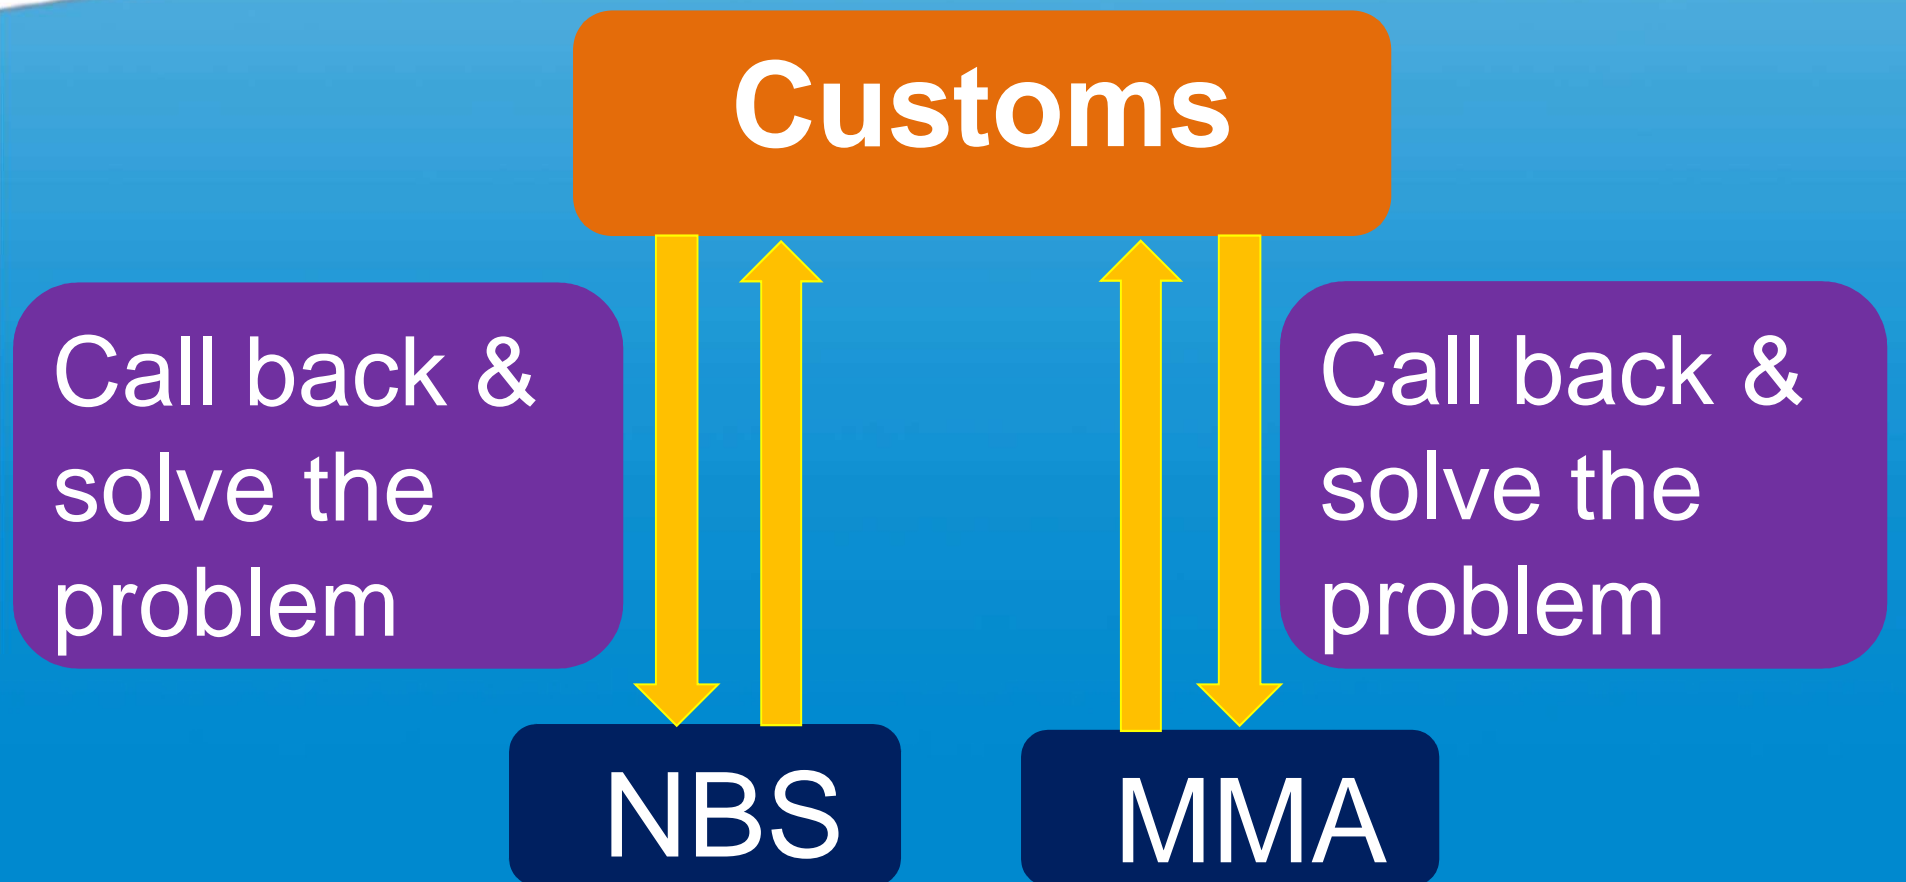 Customs
Call back &
solve the
problem
Call back &
solve the
problem
NBS
MMA